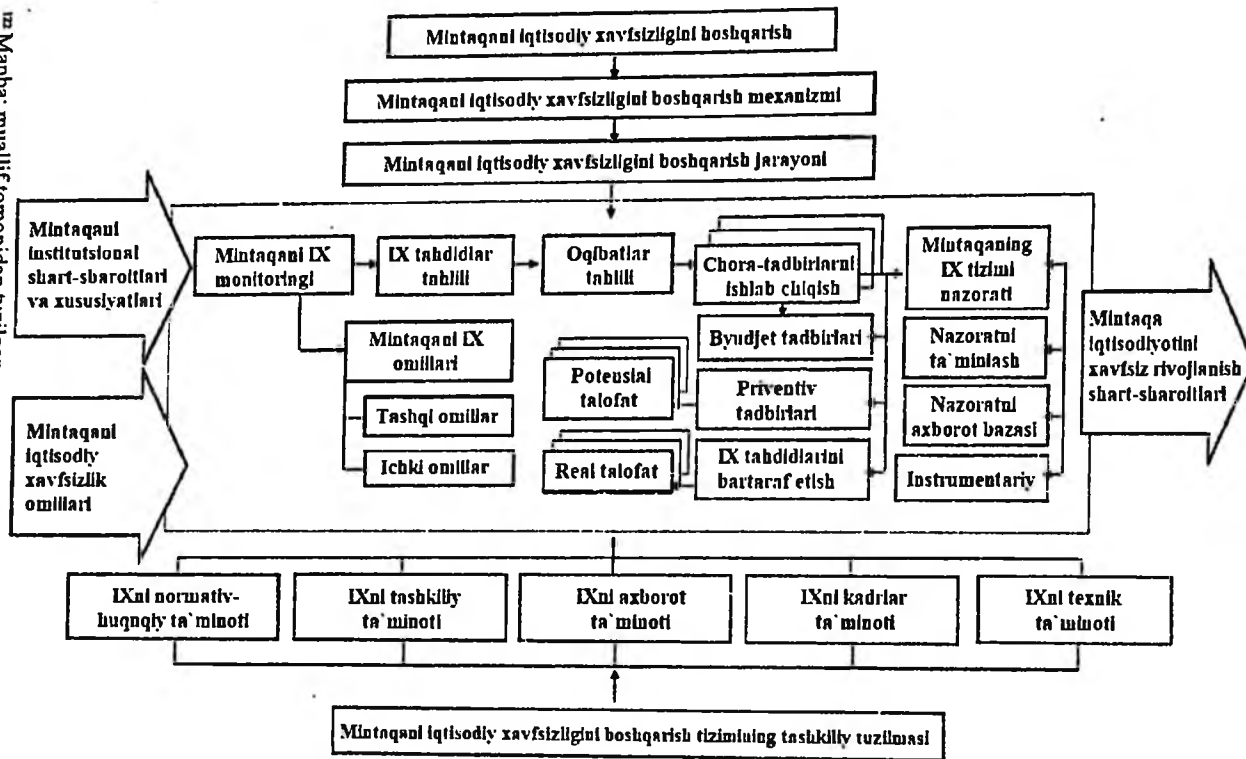 Mintaqani iqtisodiy xavfsizligini boshqarish
Mintaqani iqtisodiy xavfsizligini boshqarish mexanizmi
Mintaqani iqtisodiy xavfsizligini boshqarish jarayoni
Mintaqani
institutsional
shart-sharoitlari
va xususiyatlari
Mintaqani
iqtisodiy
xavfsizlik
omillari
Mintaqani IX
monitoringi
IX tahdidlar
tahlili
Oqibatlar
tahlili
Chora-tadbirlarni
ishlab chiqish
Mintaqaning
IX tizimi
nazorati
Mintaqani IX
omillari
Tashqi omillar
Ichki omillar
Potensial
talofat
Real talofat
Byudjet tadbirlari
Priventiv
tadbirlari
IX tahdidlarini
bartaraf etish
Nazoratni
ta`minlash
Nazoratni
axborot bazasi
Instrumentariy
Mintaqa
iqtisodiyotini
xavfsiz rivojlanish
shart-sharoitlari
IXni normativ-
huquqiy ta`minoti
IXni tashkiliy
ta`minoti
IXni axborot
ta`minoti
IXni kadrlar
ta`minoti
IXni texnik
ta`minoti
Mintaqani iqtisodiy xavfsizligini boshqarish tizimining tashkiliy tuzilmasi
Manba: muallif tomonidan